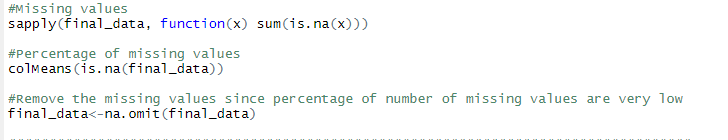 #Missing values
sapply(final_data, function(x) sum(is.na(x)))
#Percentage of missing values
colMeans(is.na(final_data))
#Remove the missing values since percentage of number of missing values are very low
final_data<-na.omit(final_data)